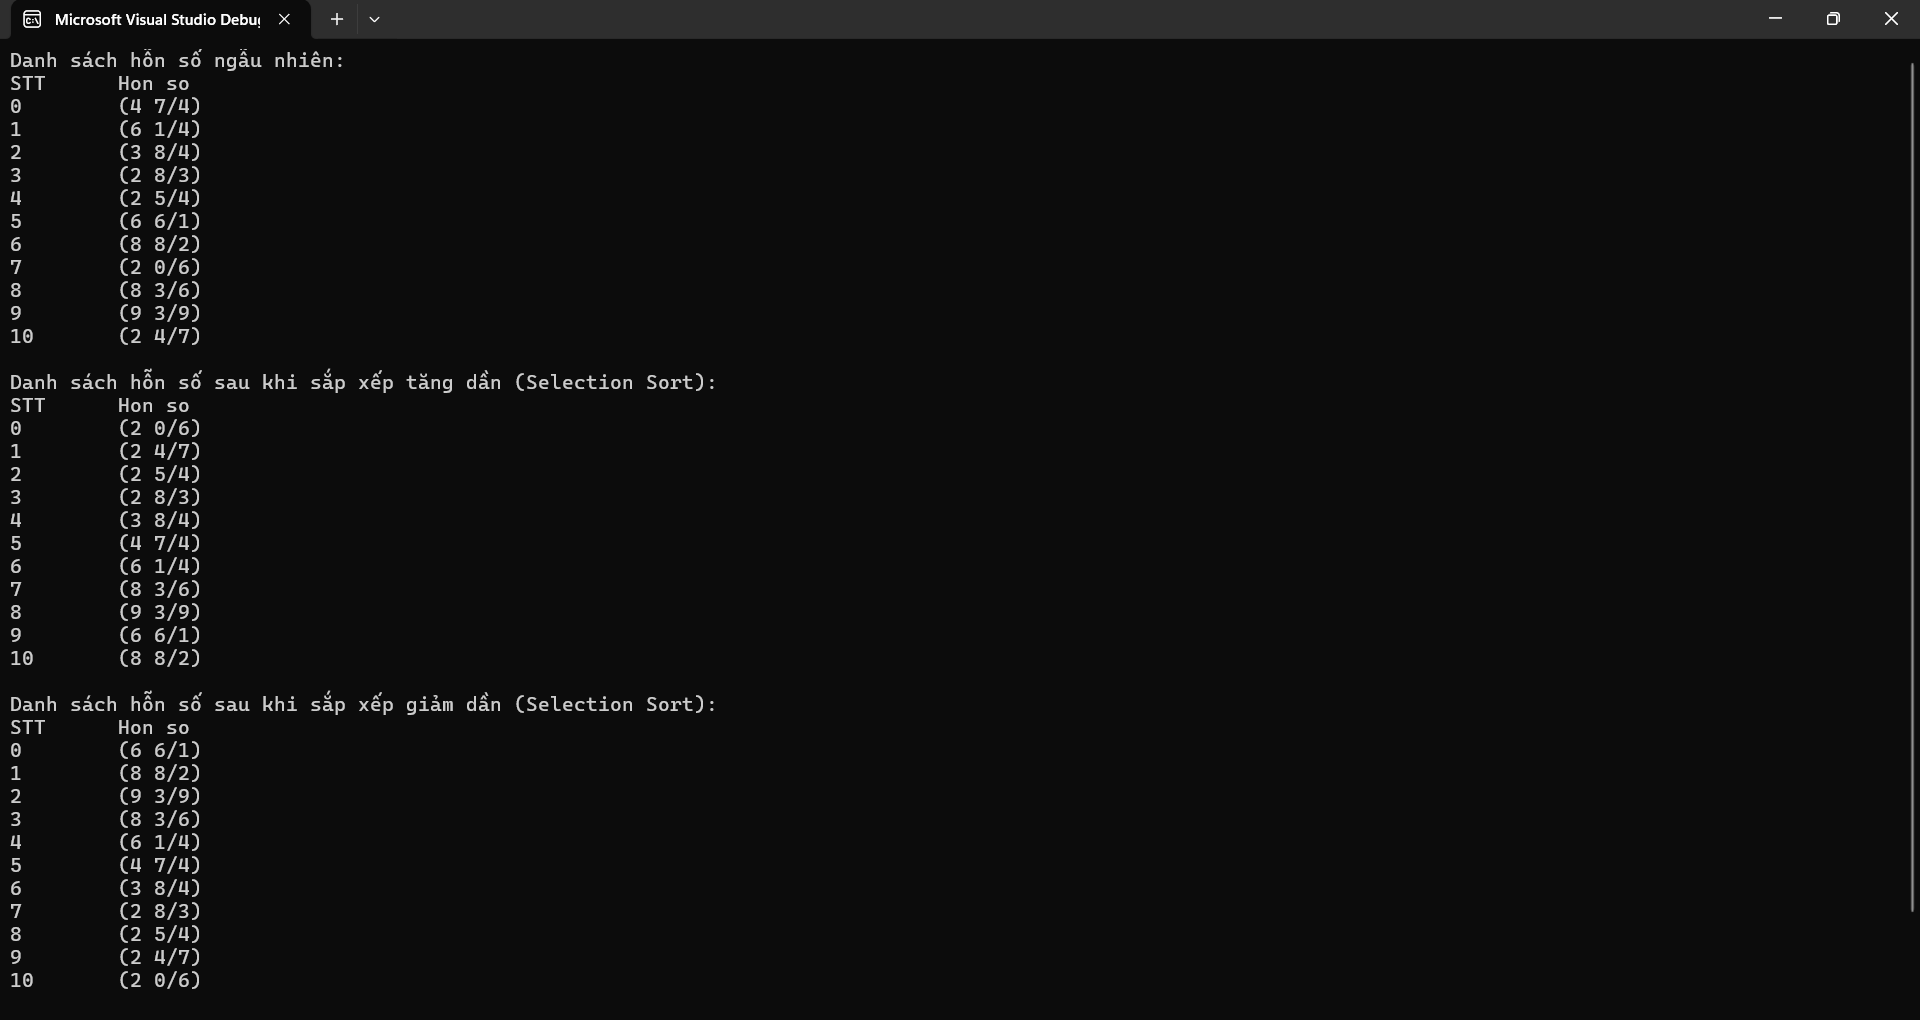 Microsoft Visual Studio Debug
Danh sách hỗn số ngẫu nhiên:
STT Hon so
0 (4 7/4)
1 (6 1/4)
2 (3 8/4)
3 (2 8/3)
4 (2 5/4)
5 (6 6/1)
6 (8 8/2)
7 (2 0/6)
8 (8 3/6)
9 (9 3/9)
10 (2 4/7)
Danh sách hỗn số sau khi sắp xếp tăng dần (Selection Sort):
STT Hon so
0 (2 0/6)
1 (2 4/7)
2 (2 5/4)
3 (2 8/3)
4 (3 8/4)
5 (4 7/4)
6 (6 1/4)
7 (8 3/6)
8 (9 3/9)
9 (6 6/1)
10 (8 8/2)
Danh sách hỗn số sau khi sắp xếp giảm dần (Selection Sort):
STT Hon so
0 (6 6/1)
1 (8 8/2)
2 (9 3/9)
3 (8 3/6)
4 (6 1/4)
5 (4 7/4)
6 (3 8/4)
7 (2 8/3)
8 (2 5/4)
9 (2 4/7)
10 (2 0/6)